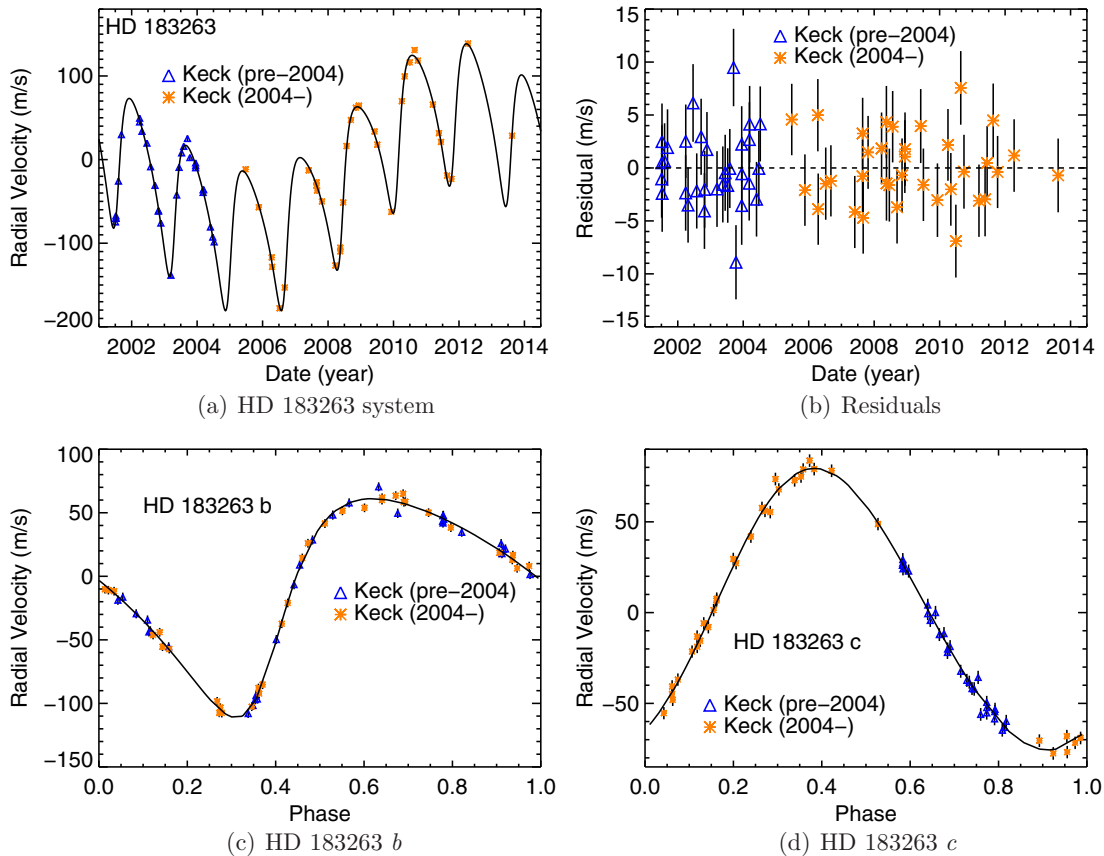 HD 183263
Keck (pre−2004)
Keck (2004−)
Radial Velocity (m/s)
100
0
−100
−200
2002 2004 2006 2008 2010 2012 2014
Date (year)
(a) HD 183263 system
Keck (pre−2004)
Keck (2004−)
Residual (m/s)
15
10
5
0
−5
−10
−15
2002 2004 2006 2008 2010 2012 2014
Date (year)
(b) Residuals
HD 183263 b
Keck (pre−2004)
Keck (2004−)
Radial Velocity (m/s)
100
50
0
−50
−100
−150
0.0 0.2 0.4 0.6 0.8 1.0
Phase
(c) HD 183263 b
HD 183263 c
Keck (pre−2004)
Keck (2004−)
Radial Velocity (m/s)
50
0
−50
0.0 0.2 0.4 0.6 0.8 1.0
Phase
(d) HD 183263 c